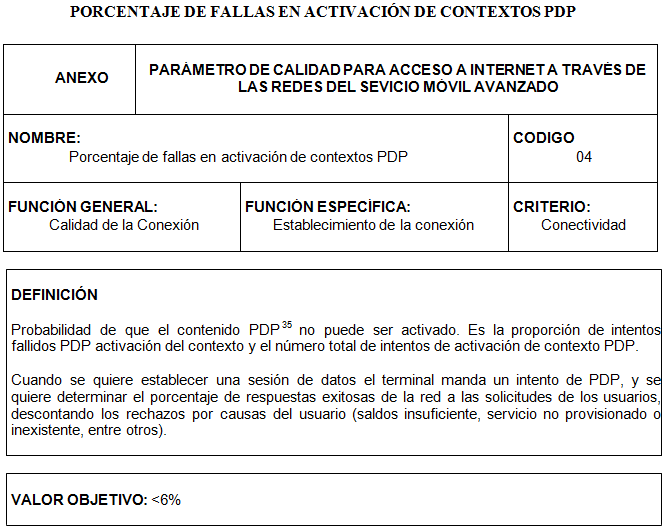 PORCENTAJE DE FALLAS EN ACTIVACIÓN DE CONTEXTOS PDP
ANEXO
PARÁMETRO DE CALIDAD PARA ACCESO A INTERNET A TRAVÉS DE
LAS REDES DEL SEVICIO MÓVIL AVANZADO
NOMBRE:
Porcentaje de fallas en activación de contextos PDP
CODIGO
04
FUNCIÓN GENERAL:
Calidad de la Conexión
FUNCIÓN ESPECÍFICA:
Establecimiento de la conexión
CRITERIO:
Conectividad
DEFINICIÓN
Probabilidad de que el contenido PDP35 no puede ser activado. Es la proporción de intentos
fallidos PDP activación del contexto y el número total de intentos de activación de contexto PDP.
Cuando se quiere establecer una sesión de datos el terminal manda un intento de PDP, y se
quiere determinar el porcentaje de respuestas exitosas de la red a las solicitudes de los usuarios,
descontando los rechazos por causas del usuario (saldos insuficiente, servicio no provisionado o
inexistente, entre otros).
VALOR OBJETIVO: <6%